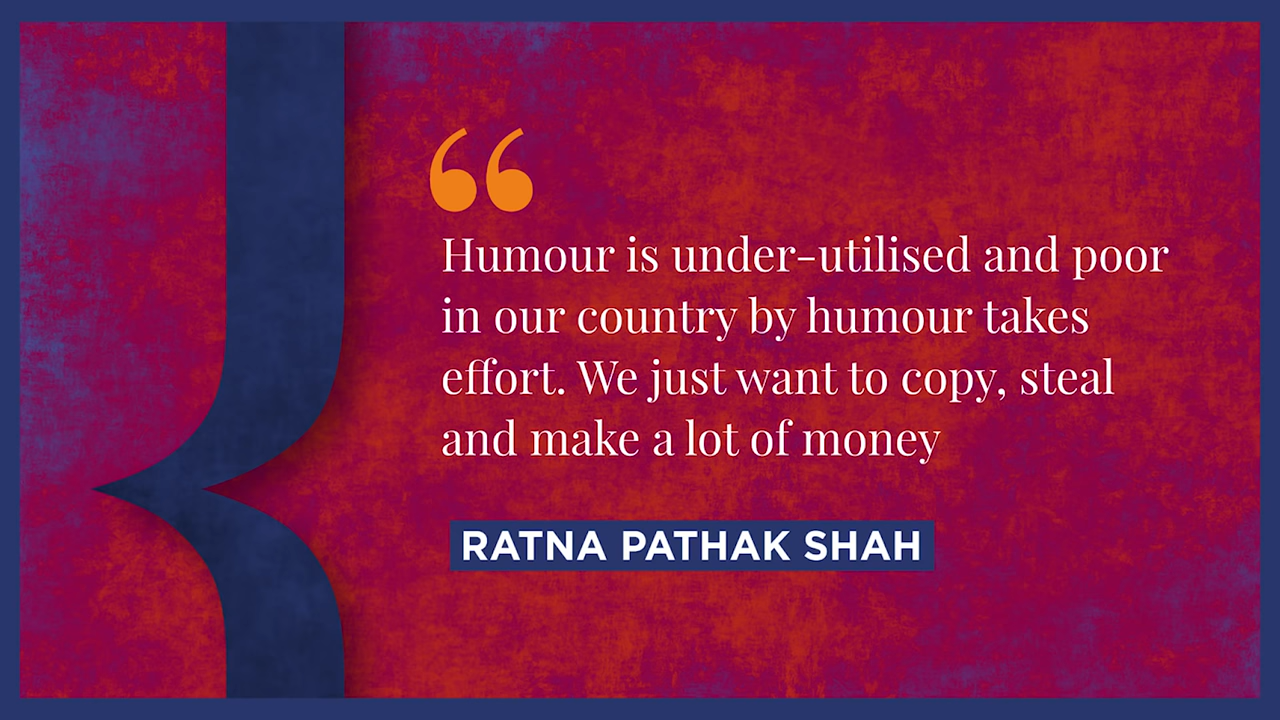 “
Humour is under-utilised and poor
in our country by humour takes
effort. We just want to copy, steal
and make a lot of money
RATNA PATHAK SHAH